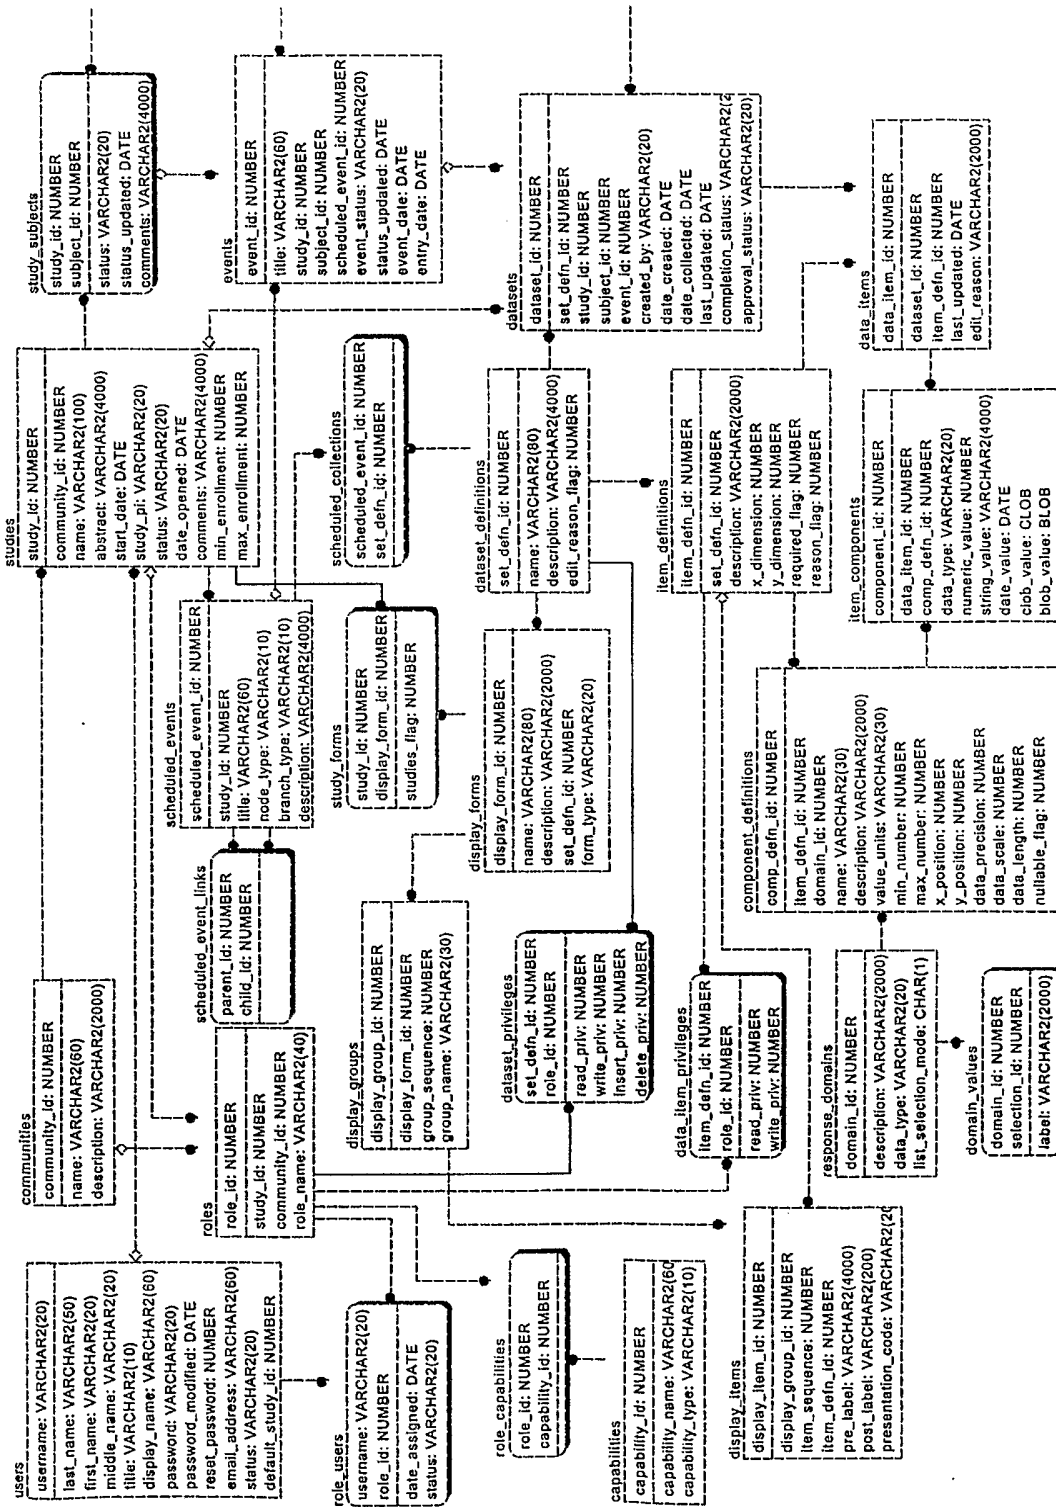 users
username: VARCHAR2(20)
last_name: VARCHAR2(50)
first_name: VARCHAR2(20)
middle_name: VARCHAR2(20)
title: VARCHAR2(10)
display_name: VARCHAR2(60)
password: VARCHAR2(20)
password_modified: DATE
reset_password: NUMBER
email_address: VARCHAR2(60)
status: VARCHAR2(20)
default_study_id: NUMBER
communities
community_id: NUMBER
name: VARCHAR2(60)
description: VARCHAR2(2000)
studies
study_id: NUMBER
community_id: NUMBER
name: VARCHAR2(100)
abstract: VARCHAR2(4000)
start_date: DATE
study_pi: VARCHAR2(20)
status: VARCHAR2(20)
date_opened: DATE
comments: VARCHAR2(4000)
min_enrollment: NUMBER
max_enrollment: NUMBER
study_subjects
study_id: NUMBER
subject_id: NUMBER
status: VARCHAR2(20)
status_updated: DATE
comments: VARCHAR2(4000)
roles
role_id: NUMBER
study_id: NUMBER
community_id: NUMBER
role_name: VARCHAR2(40)
scheduled_event_links
parent_id: NUMBER
child_id: NUMBER
scheduled_events
scheduled_event_id: NUMBER
study_id: NUMBER
title: VARCHAR2(60)
node_type: VARCHAR2(10)
branch_type: VARCHAR2(10)
description: VARCHAR2(4000)
events
event_id: NUMBER
title: VARCHAR2(60)
study_id: NUMBER
subject_id: NUMBER
scheduled_event_id: NUMBER
event_status: VARCHAR2(20)
status_updated: DATE
event_date: DATE
entry_date: DATE
role_users
username: VARCHAR2(20)
role_id: NUMBER
date_assigned: DATE
status: VARCHAR2(20)
display_groups
display_group_id: NUMBER
display_form_id: NUMBER
group_sequence: NUMBER
group_name: VARCHAR2(30)
study_forms
study_id: NUMBER
display_form_id: NUMBER
studies_flag: NUMBER
scheduled_collections
scheduled_event_id: NUMBER
set_defn_id: NUMBER
role_capabilities
role_id: NUMBER
capability_id: NUMBER
dataset_privileges
set_defn_id: NUMBER
role_id: NUMBER
read_priv: NUMBER
write_priv: NUMBER
insert_priv: NUMBER
delete_priv: NUMBER
display_forms
display_form_id: NUMBER
name: VARCHAR2(80)
description: VARCHAR2(2000)
set_defn_id: NUMBER
form_type: VARCHAR2(20)
dataset_definitions
set_defn_id: NUMBER
name: VARCHAR2(80)
description: VARCHAR2(4000)
edit_reason_flag: NUMBER
datasets
dataset_id: NUMBER
set_defn_id: NUMBER
study_id: NUMBER
subject_id: NUMBER
event_id: NUMBER
created_by: VARCHAR2(20)
date_created: DATE
date_collected: DATE
last_updated: DATE
completion_status: VARCHAR2(2
approval_status: VARCHAR2(20)
capabilities
capability_id: NUMBER
capability_name: VARCHAR2(60
capability_type: VARCHAR2(10)
data_item_privileges
item_defn_id: NUMBER
role_id: NUMBER
read_priv: NUMBER
write_priv: NUMBER
item_definitions
item_defn_id: NUMBER
set_defn_id: NUMBER
description: VARCHAR2(2000)
x_dimension: NUMBER
y_dimension: NUMBER
required_flag: NUMBER
reason_flag: NUMBER
display_items
display_item_id: NUMBER
display_group_id: NUMBER
item_sequence: NUMBER
item_defn_id: NUMBER
pre_label: VARCHAR2(4000)
post_label: VARCHAR2(200)
presentation_code: VARCHAR2(20
response_domains
domain_id: NUMBER
description: VARCHAR2(2000)
data_type: VARCHAR2(20)
list_selection_mode: CHAR(1)
component_definitions
comp_defn_id: NUMBER
item_defn_id: NUMBER
domain_id: NUMBER
name: VARCHAR2(30)
description: VARCHAR2(2000)
value_units: VARCHAR2(30)
min_number: NUMBER
max_number: NUMBER
x_position: NUMBER
y_position: NUMBER
data_precision: NUMBER
data_scale: NUMBER
data_length: NUMBER
nullable_flag: NUMBER
item_components
component_id: NUMBER
data_item_id: NUMBER
comp_defn_id: NUMBER
data_type: VARCHAR2(20)
numeric_value: NUMBER
string_value: VARCHAR2(4000)
date_value: DATE
clob_value: CLOB
blob_value: BLOB
data_items
data_item_id: NUMBER
dataset_id: NUMBER
item_defn_id: NUMBER
last_updated: DATE
edit_reason: VARCHAR2(2000)
domain_values
domain_id: NUMBER
selection_id: NUMBER
label: VARCHAR2(2000)